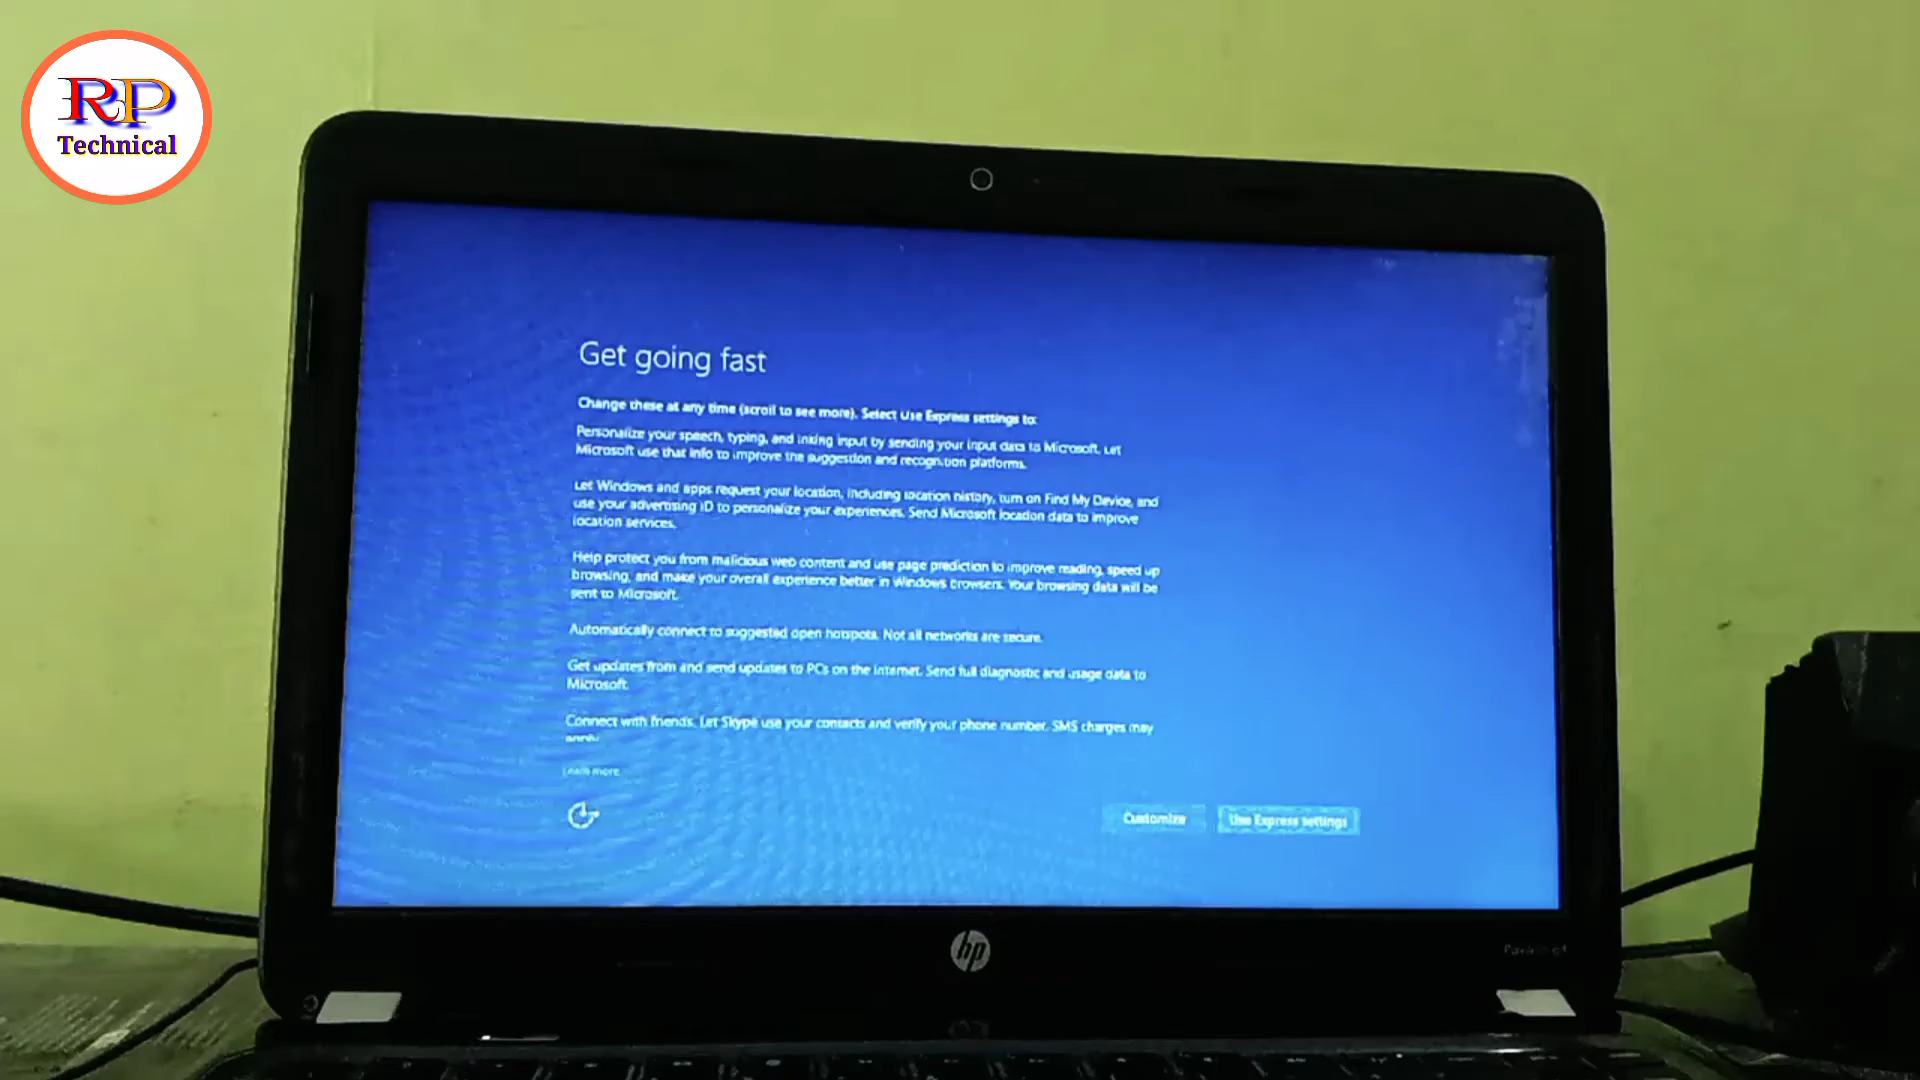 RP
Technical
Get going fast
Change these at any time (scroll to see more). Select Use Express settings to:
Personalize your speech, typing, and inking input by sending your input data to Microsoft. Let
Microsoft use that info to improve the suggestion and recognition platforms.
Let Windows and apps request your location, including location history, turn on Find My Device, and
use your advertising ID to personalize your experiences. Send Microsoft location data to improve
location services.
Help protect you from malicious web content and use page prediction to improve reading, speed up
browsing, and make your overall experience better in Windows browsers. Your browsing data will be
sent to Microsoft.
Automatically connect to suggested open hotspots. Not all networks are secure.
Get updates from and send updates to PCs on the Internet. Send full diagnostic and usage data to
Microsoft.
Connect with friends. Let Skype use your contacts and verify your phone number. SMS charges may
apply.
Learn more
Customize
Use Express settings
hp